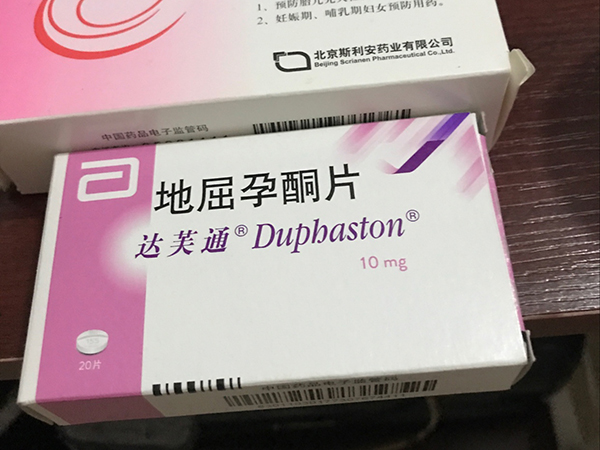 2、妊娠期、哺乳期妇女预防用药。
北京斯利安药业有限公司
Beijing Scrianen Pharmaceutical Co.,Ltd.
中国药品电子监管码
地屈孕酮片
达芙通® Duphaston®
10 mg
20片
中国药品电子监管码